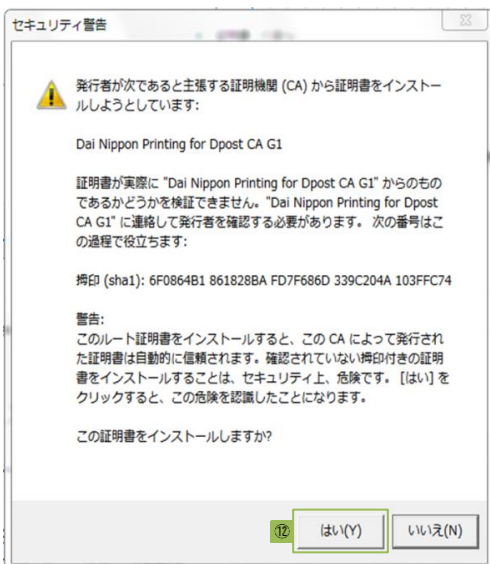 セキュリティ警告
発行者が次であると主張する証明機関 (CA) から証明書をインストー
ルしようとしています:
Dai Nippon Printing for Dpost CA G1
証明書が実際に "Dai Nippon Printing for Dpost CA G1" からのもの
であるかどうかを検証できません。"Dai Nippon Printing for Dpost
CA G1" に連絡して発行者を確認する必要があります。 次の番号はこ
の過程で役立ちます:
拇印 (sha1): 6F0864B1 861828BA FD7F686D 339C204A 103FFC74
警告:
このルート証明書をインストールすると、この CA によって発行され
た証明書は自動的に信頼されます。確認されていない拇印付きの証明
書をインストールすることは、セキュリティ上、危険です。 [はい] を
クリックすると、この危険を認識したことになります。
この証明書をインストールしますか?
⑫ はい(Y) いいえ(N)